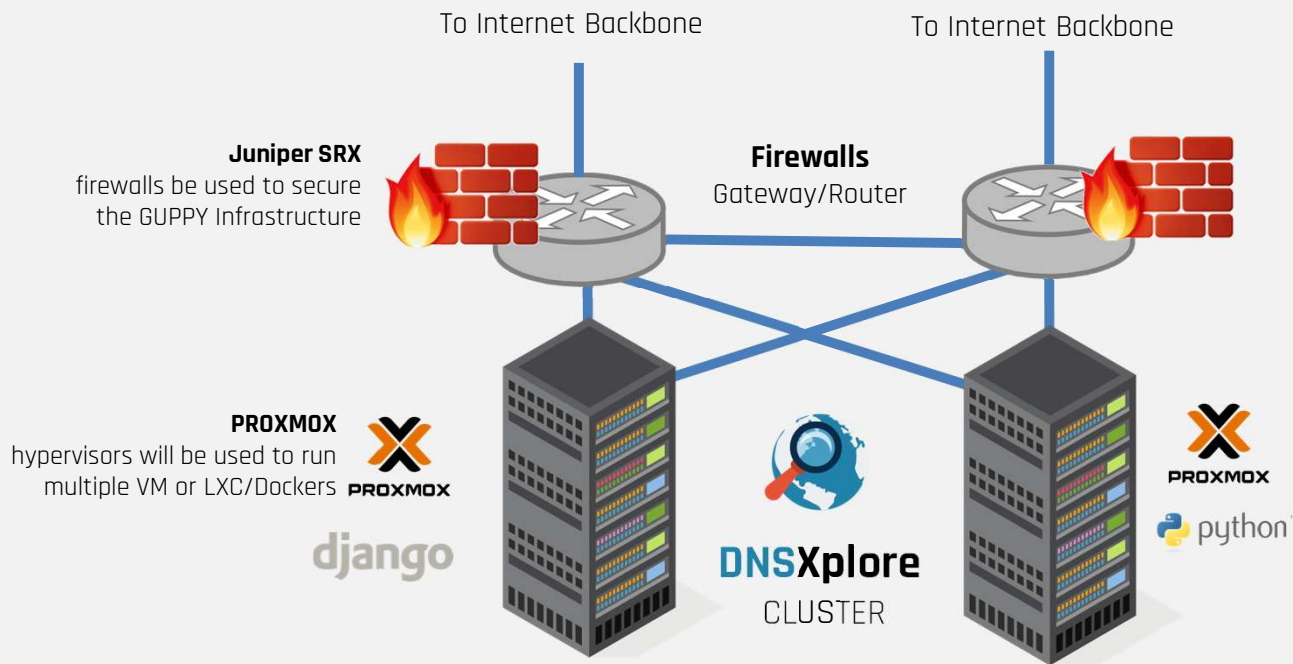 To Internet Backbone
To Internet Backbone
Juniper SRX
firewalls be used to secure
the GUPPY Infrastructure
Firewalls
Gateway/Router
PROXMOX
hypervisors will be used to run
multiple VM or LXC/Dockers
PROXMOX
django
DNSXplore
CLUSTER
PROXMOX
python